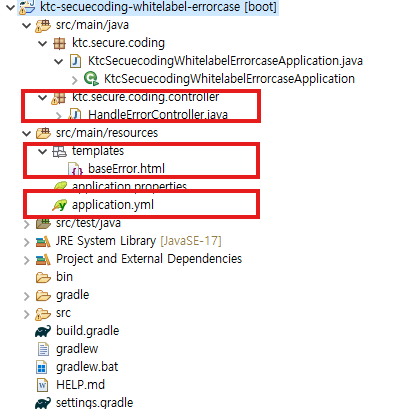 ktc-secuecoding-whitelabel-errorcase [boot]
src/main/java
ktc.secure.coding
KtcSecuecodingWhitelabelErrorcaseApplication.java
KtcSecuecodingWhitelabelErrorcaseApplication
ktc.secure.coding.controller
HandleErrorController.java
src/main/resources
templates
baseError.html
application.properties
application.yml
src/test/java
JRE System Library [JavaSE-17]
Project and External Dependencies
bin
gradle
src
build.gradle
gradlew
gradlew.bat
HELP.md
settings.gradle